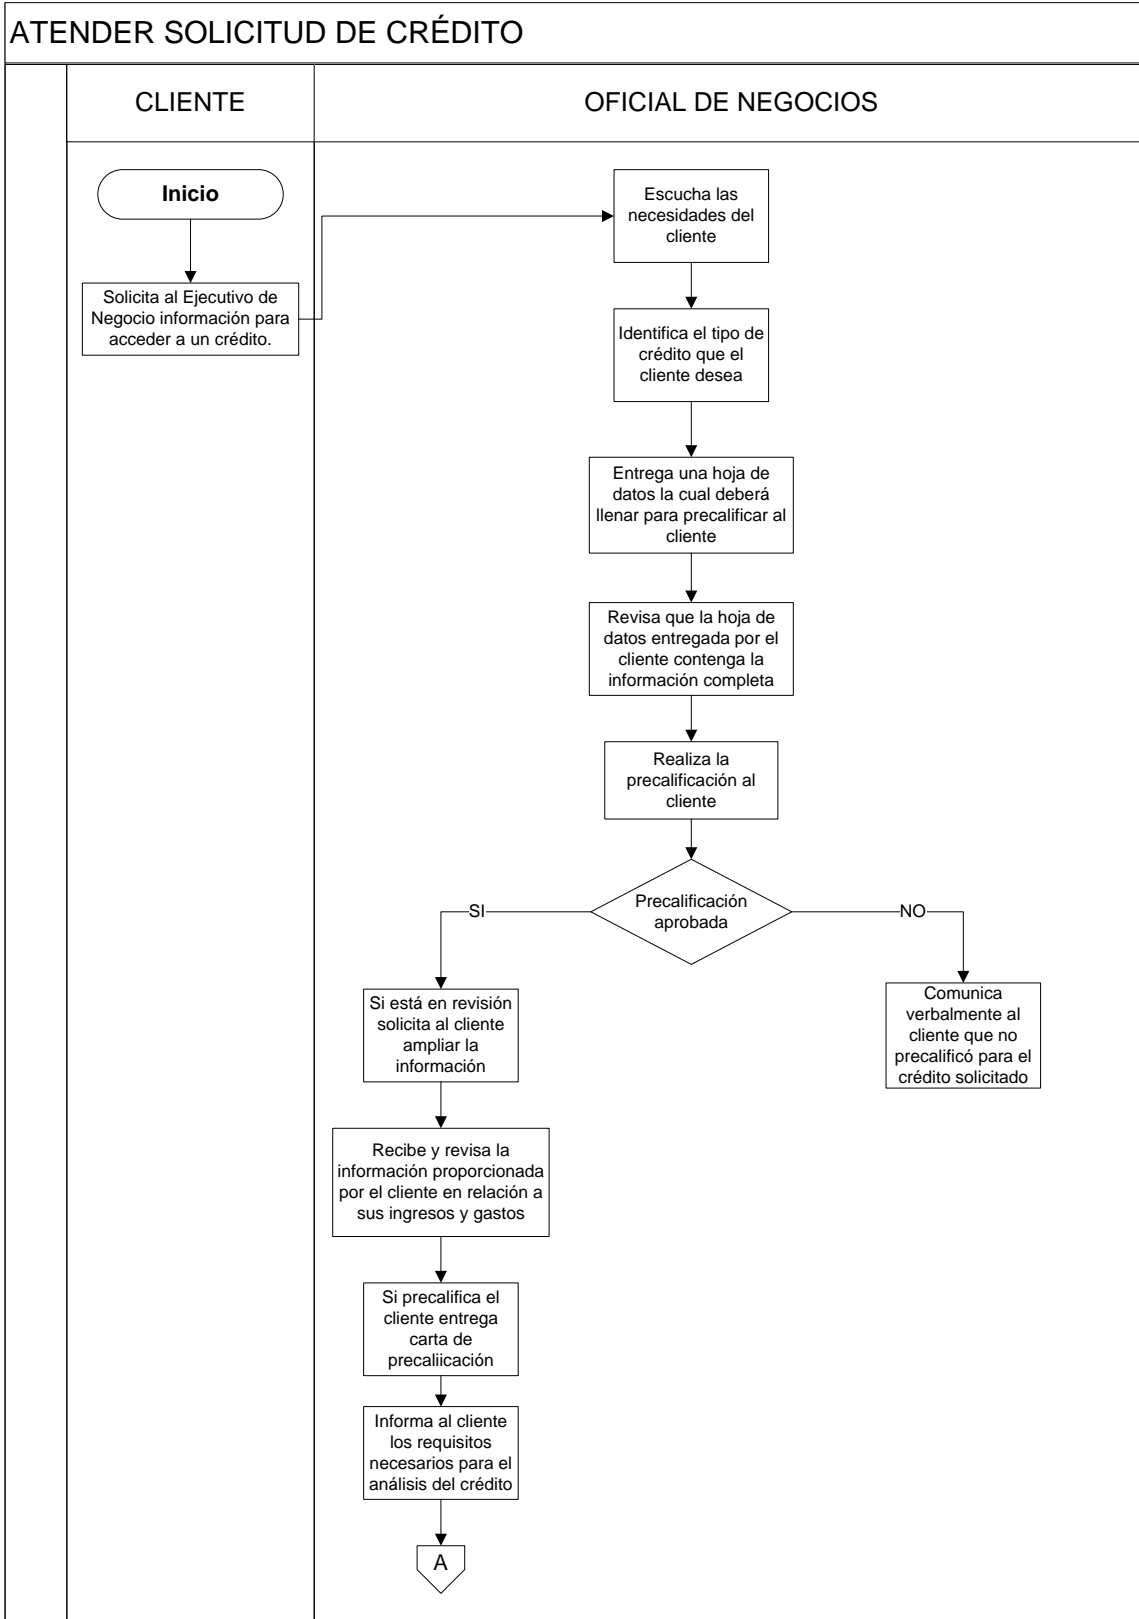 ATENDER SOLICITUD DE CRÉDITO
CLIENTE
OFICIAL DE NEGOCIOS
Inicio
Solicita al Ejecutivo de
Negocio información para
acceder a un crédito.
Escucha las
necesidades del
cliente
Identifica el tipo de
crédito que el
cliente desea
Entrega una hoja de
datos la cual deberá
llenar para precalificar al
cliente
Revisa que la hoja de
datos entregada por el
cliente contenga la
información completa
Realiza la
precalificación al
cliente
Precalificación
aprobada
SI
NO
Si está en revisión
solicita al cliente
ampliar la
información
Comunica
verbalmente al
cliente que no
precalificó para el
crédito solicitado
Recibe y revisa la
información proporcionada
por el cliente en relación a
sus ingresos y gastos
Si precalifica el
cliente entrega
carta de
precaliicación
Informa al cliente
los requisitos
necesarios para el
análisis del crédito
A